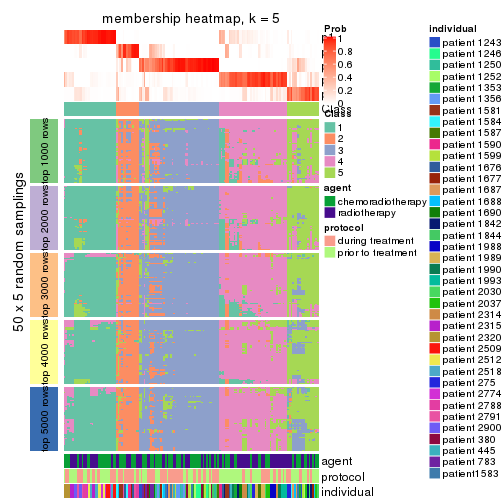 membership heatmap, k = 5
50 x 5 random samplings
top 1000 rows
top 2000 rows
top 3000 rows
top 4000 rows
top 5000 rows
agent
protocol
individual
Prob
1
0.8
0.6
0.4
0.2
0
Class
Class
1
2
3
4
5
agent
chemoradiotherapy
radiotherapy
protocol
during treatment
prior to treatment
individual
patient 1243
patient 1246
patient 1250
patient 1252
patient 1353
patient 1356
patient 1581
patient 1584
patient 1587
patient 1590
patient 1599
patient 1676
patient 1677
patient 1687
patient 1688
patient 1690
patient 1842
patient 1844
patient 1988
patient 1989
patient 1990
patient 1993
patient 2030
patient 2037
patient 2314
patient 2315
patient 2320
patient 2509
patient 2512
patient 2518
patient 275
patient 2774
patient 2788
patient 2791
patient 2900
patient 380
patient 445
patient 783
patient1583